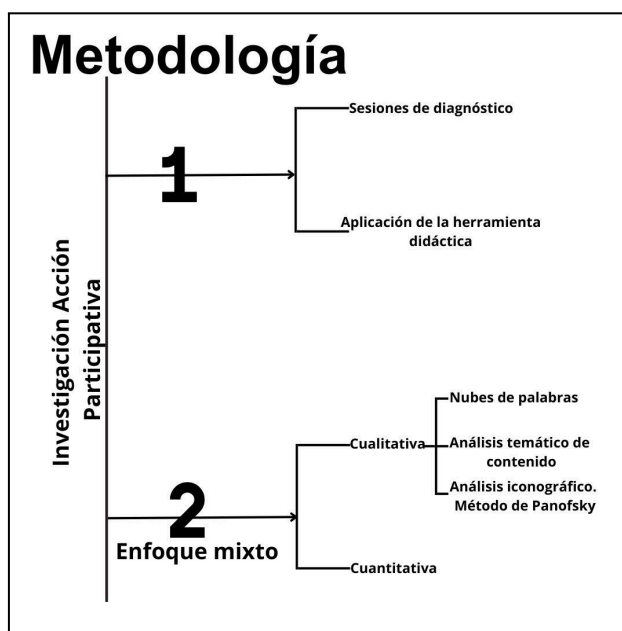 Metodología
Investigación Acción
Participativa
1
Sesiones de diagnóstico
Aplicación de la herramienta
didáctica
2
Enfoque mixto
Cualitativa
Nubes de palabras
Análisis temático de
contenido
Análisis iconográfico.
Método de Panofsky
Cuantitativa